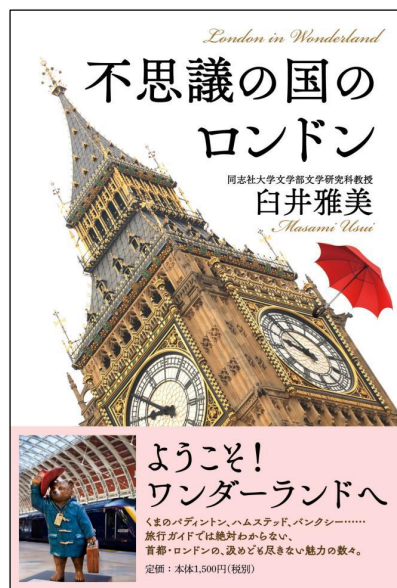 London in Wonderland
不思議の国の
ロンドン
同志社大学文学部文学研究科教授
臼井雅美
Masami Usui
ようこそ!
ワンダーランドへ
くまのパディントン、ハムステッド、バンクシー……
旅行ガイドでは絶対わからない、
首都・ロンドンの、汲めども尽きない魅力の数々。
定価:本体1,500円(税別)